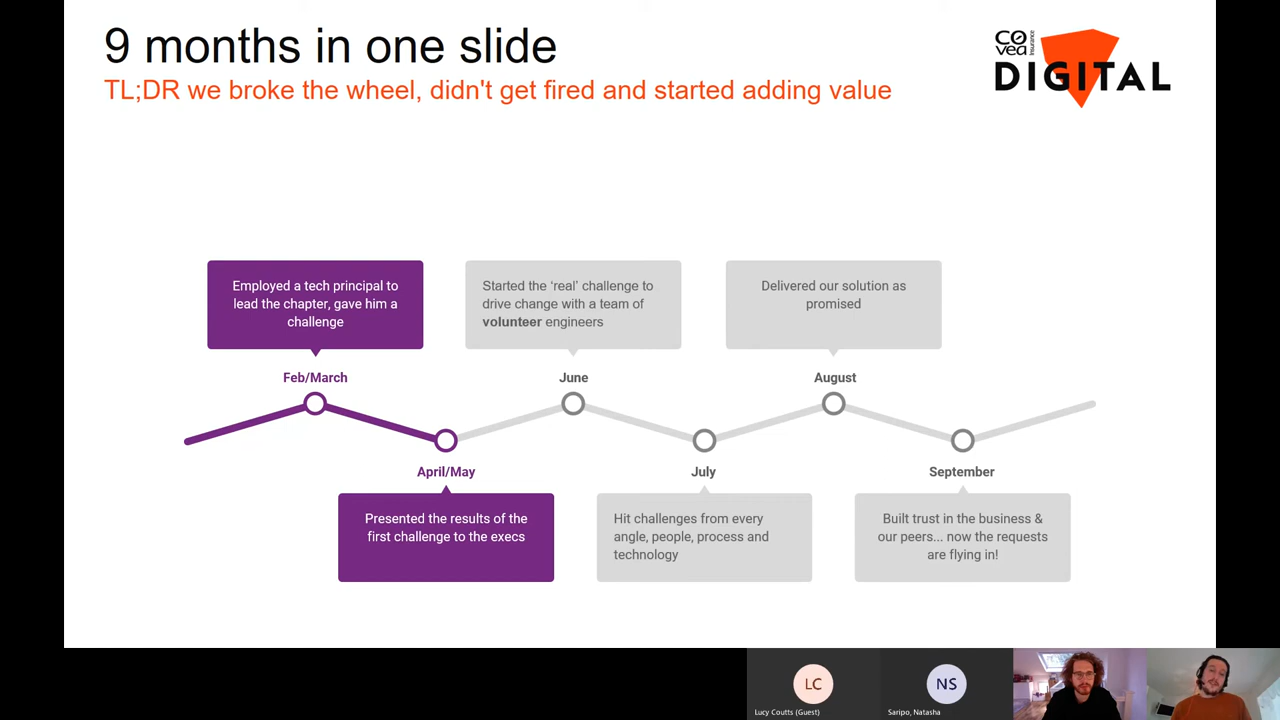 9 months in one slide
TL;DR we broke the wheel, didn't get fired and started adding value
CO
vea
Insurance
DIGITAL
Employed a tech principal to
lead the chapter, gave him a
challenge
Started the ‘real’ challenge to
drive change with a team of
volunteer engineers
Delivered our solution as
promised
Feb/March
June
August
April/May
July
September
Presented the results of the
first challenge to the execs
Hit challenges from every
angle, people, process and
technology
Built trust in the business &
our peers... now the requests
are flying in!
LC
NS
Lucy Coutts (Guest)
Saripo, Natasha